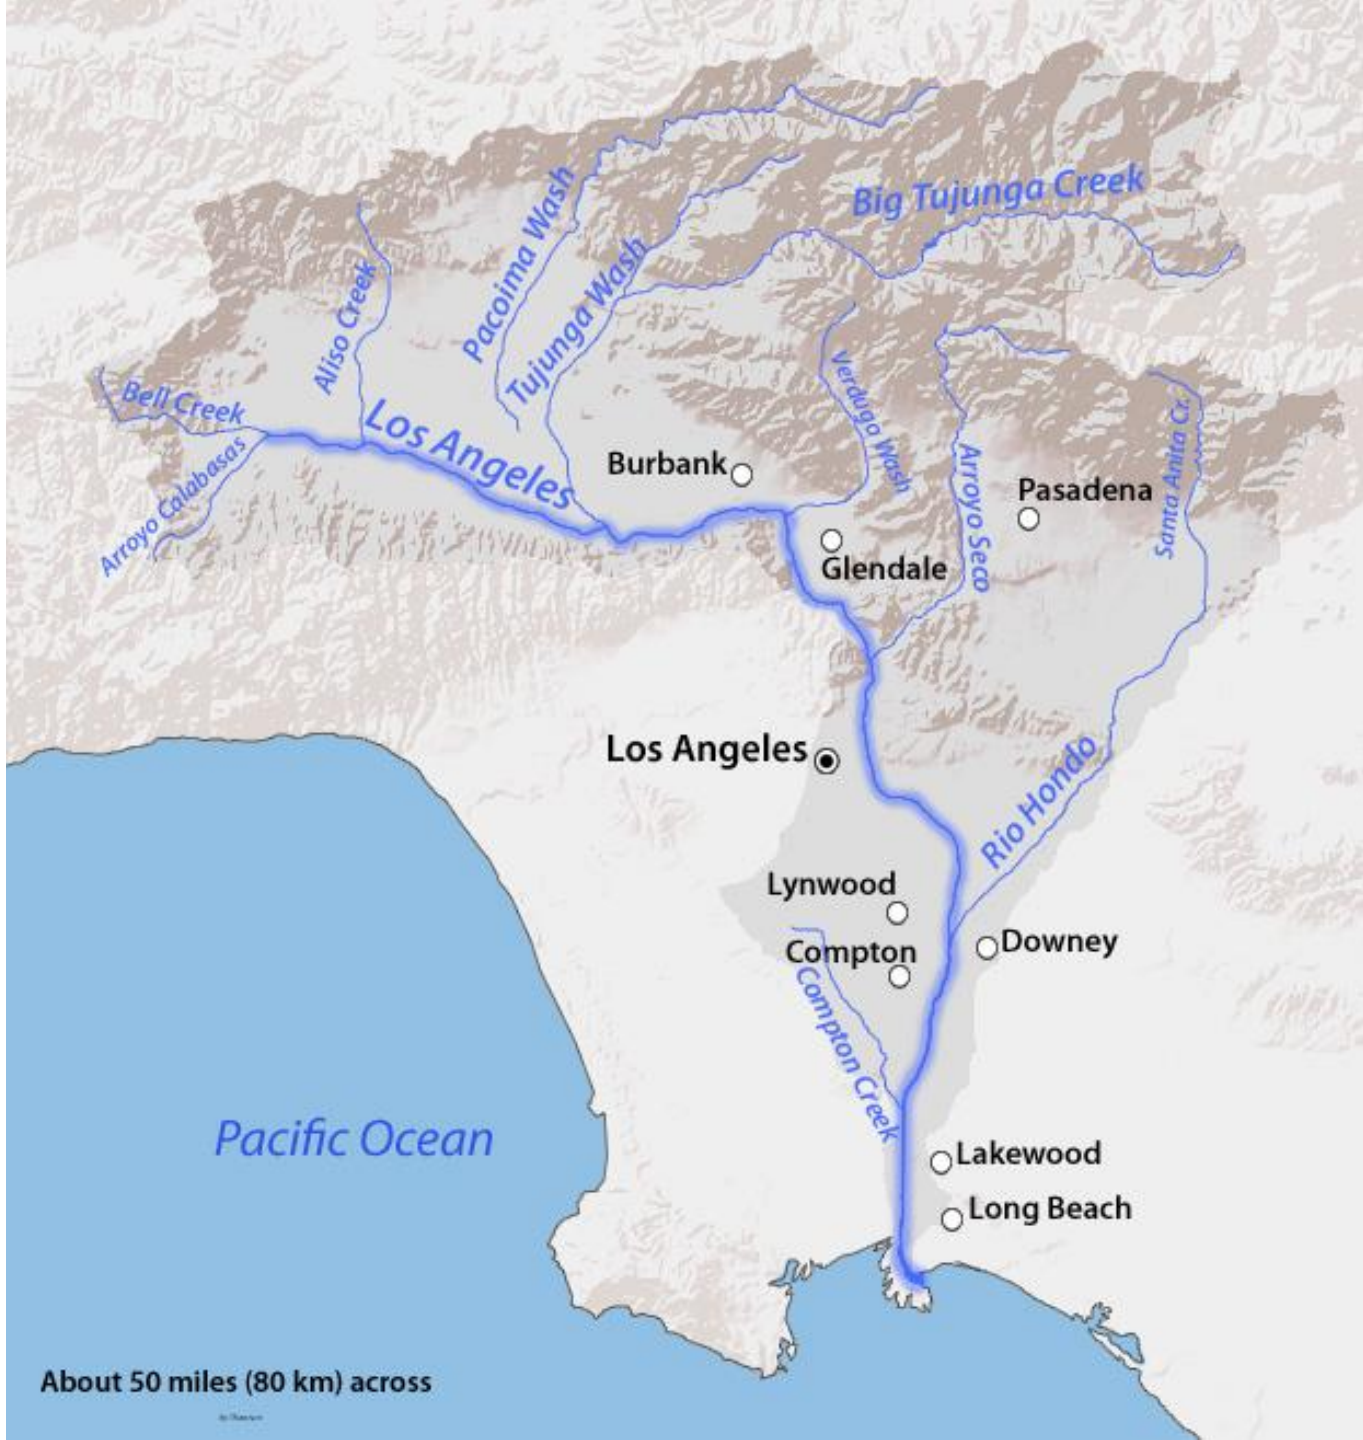 Big Tujunga Creek
Pacoima Wash
Tujunga Wash
Aliso Creek
Bell Creek
Arroyo Calabasas
Los Angeles
Verdugo Wash
Burbank
Arroyo Seco
Pasadena
Santa Anita Cr.
Glendale
Los Angeles
Rio Hondo
Lynwood
Compton
Downey
Compton Creek
Pacific Ocean
Lakewood
Long Beach
About 50 miles (80 km) across